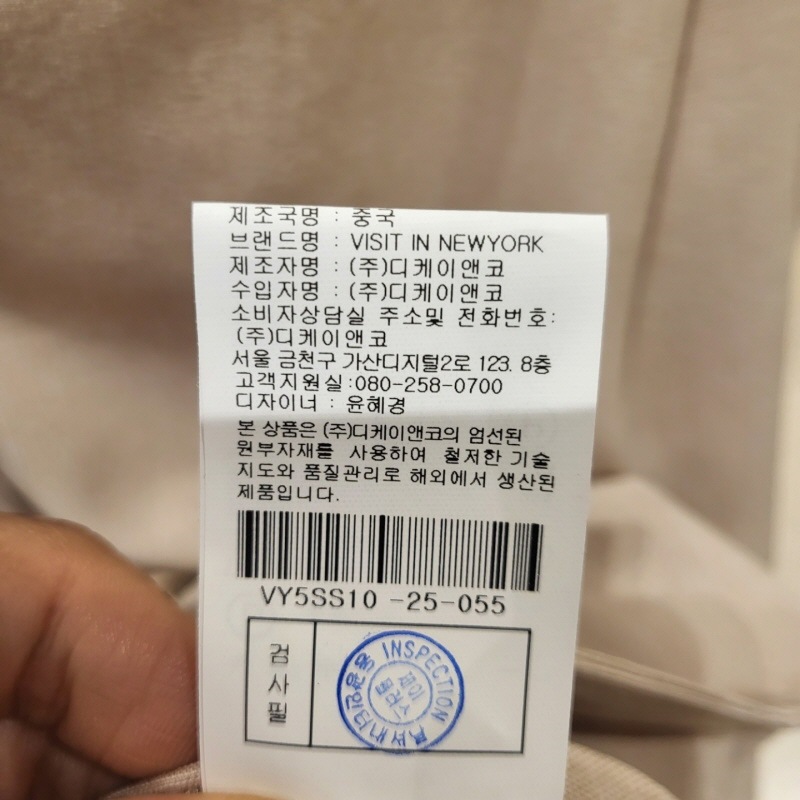 제조국명 : 중국
브랜드명 : VISIT IN NEWYORK
제조자명 : (주)디케이앤코
수입자명 : (주)디케이앤코
소비자상담실 주소및 전화번호:
(주)디케이앤코
서울 금천구 가산디지털2로 123. 8층
고객지원실:080-258-0700
디자이너 : 윤혜경
본 상품은 (주)디케이앤코의 엄선된
원부자재를 사용하여 철저한 기술
지도와 품질관리로 해외에서 생산된
제품입니다.
VY5SS10 -25-055
검사필
INSPECTION